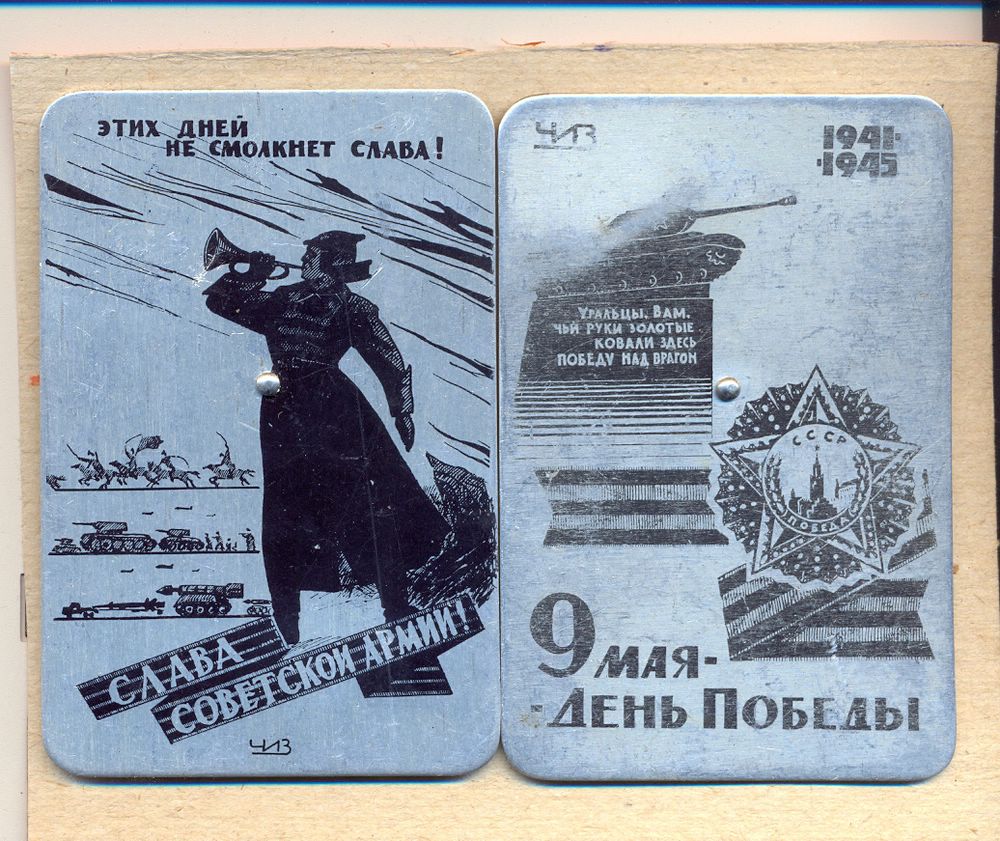 ЭТИХ ДНЕЙ
НЕ СМОЛКНЕТ СЛАВА!
СЛАВА
СОВЕТСКОЙ АРМИИ!
ЧИЗ
ЧИЗ
1941-
-1945
УРАЛЬЦЫ, ВАМ,
ЧЬИ РУКИ ЗОЛОТЫЕ
КОВАЛИ ЗДЕСЬ
ПОБЕДУ НАД ВРАГОМ
СССР
ПОБЕДА
9 МАЯ-
-ДЕНЬ ПОБЕДЫ